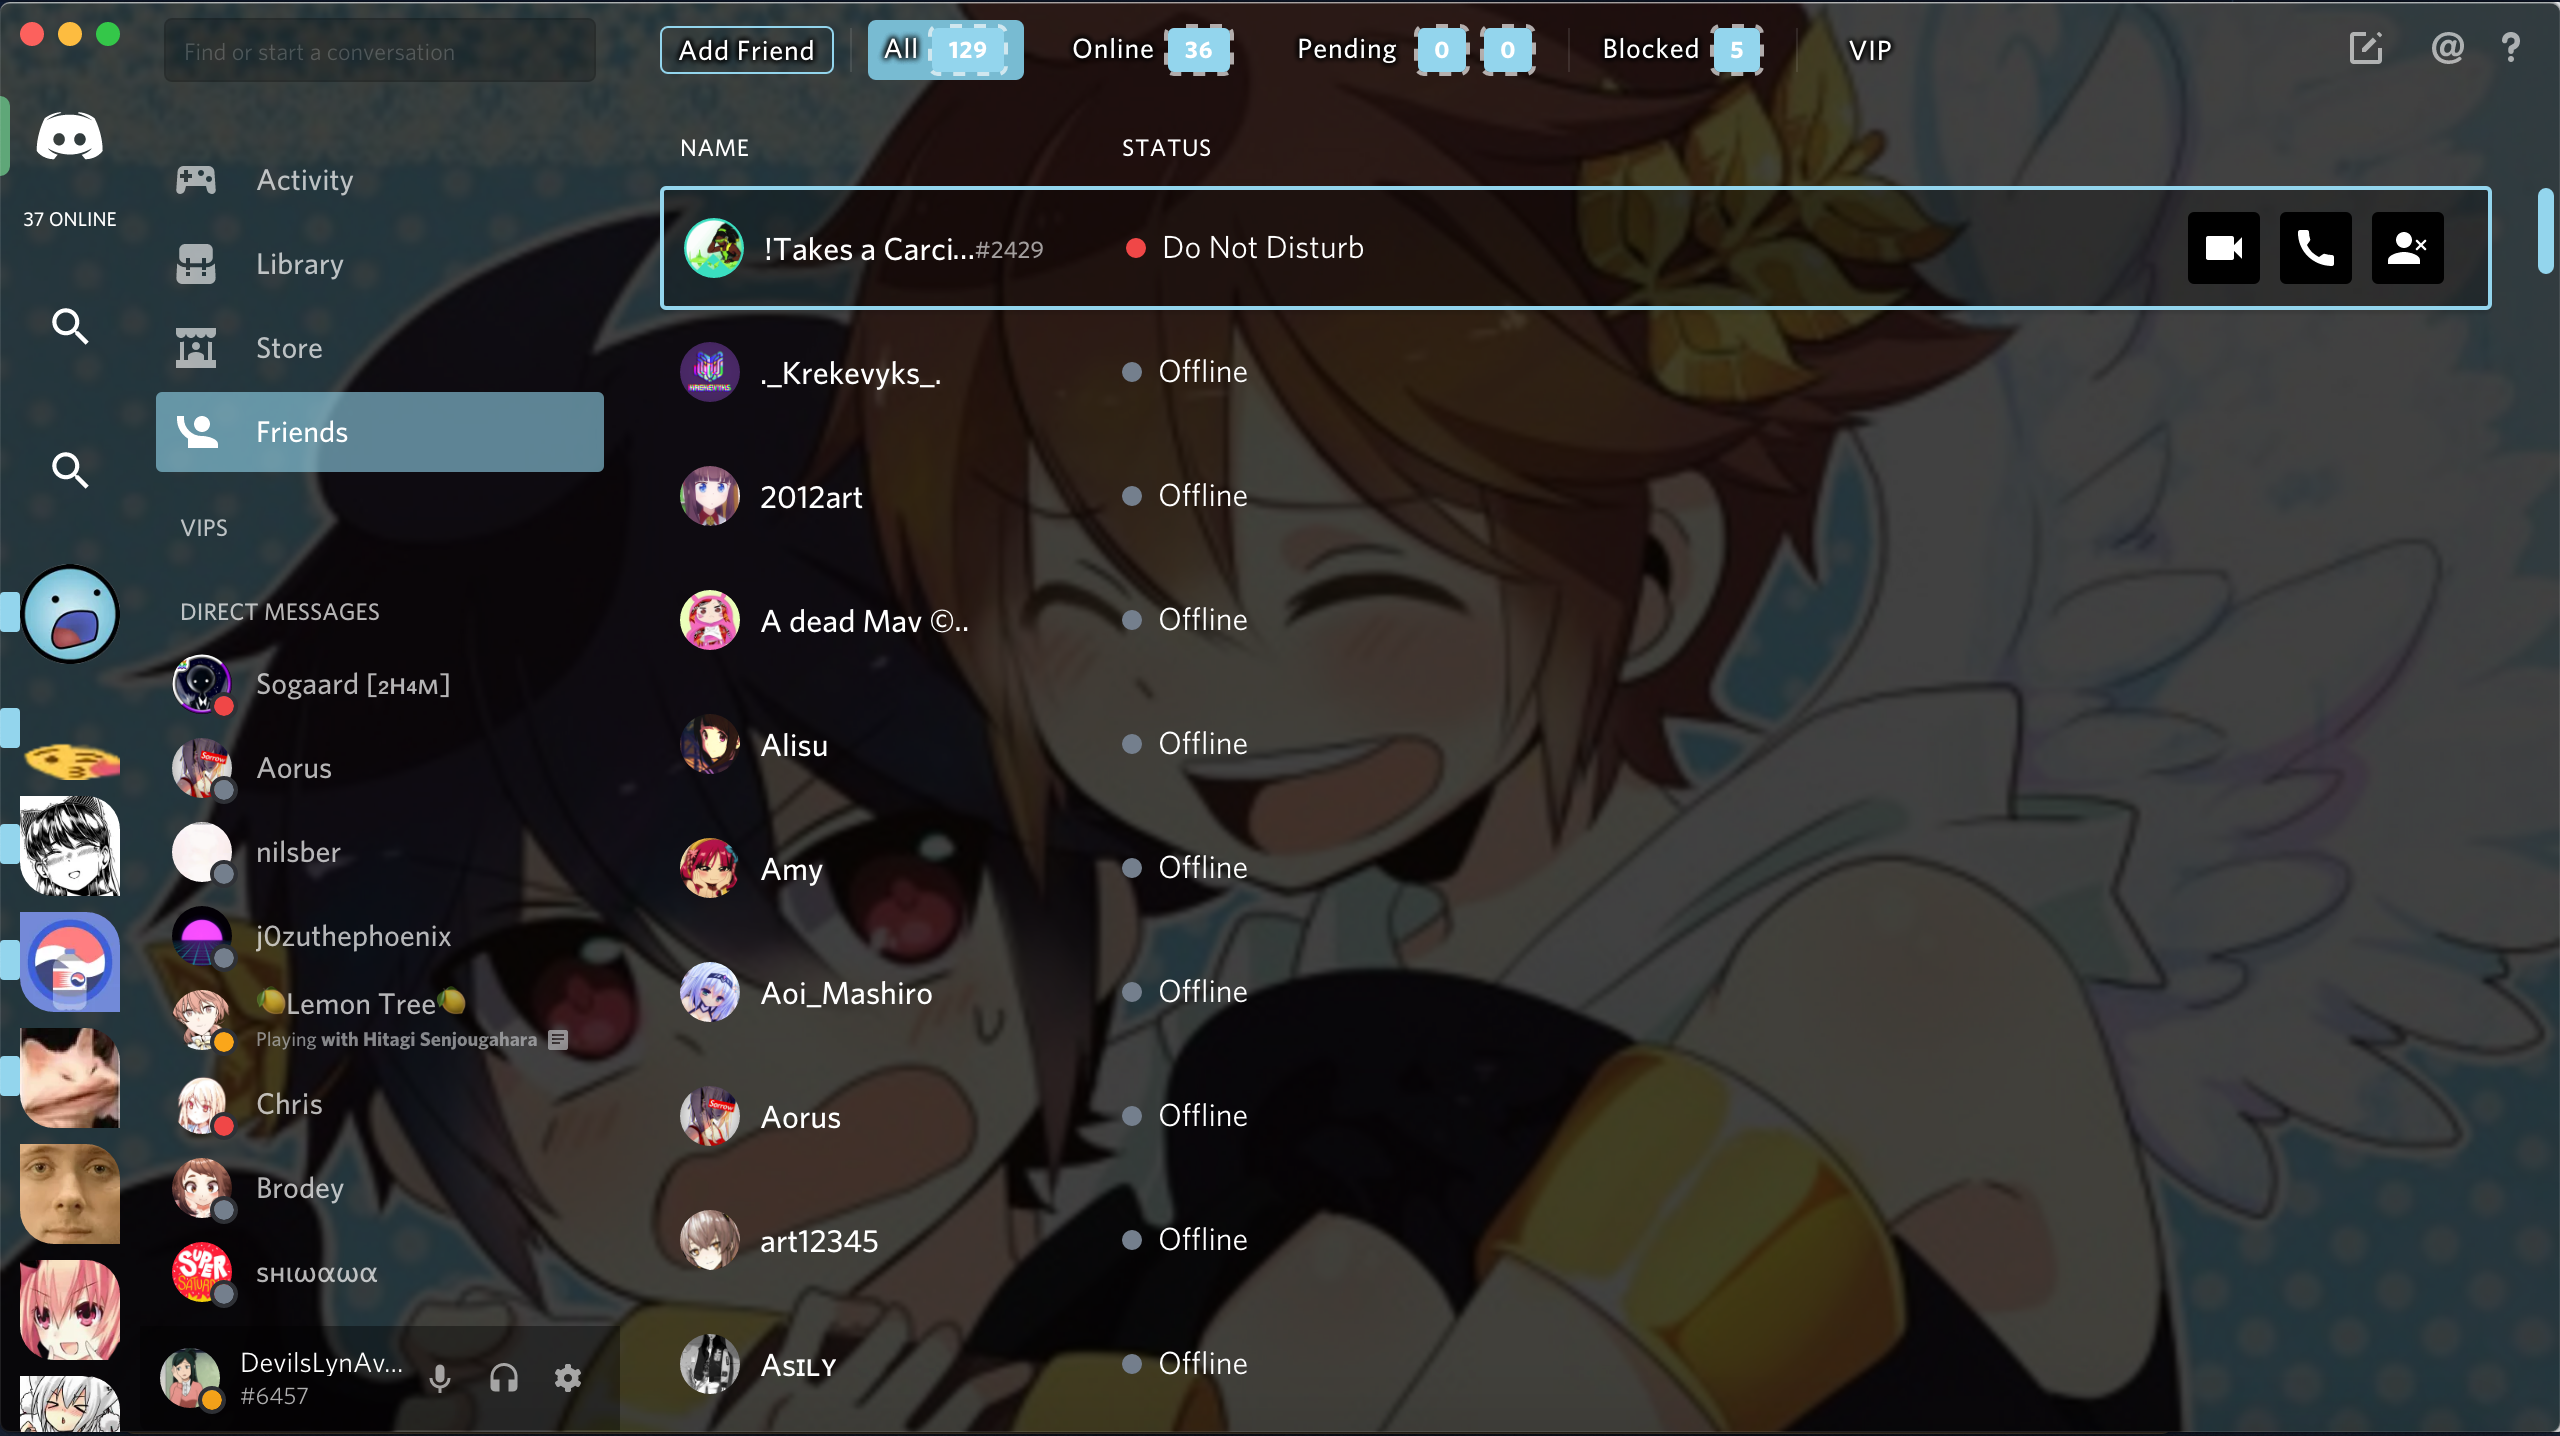 Find or start a conversation
Add Friend
All 129
Online 36
Pending 0 0
Blocked 5
VIP
@
?
37 ONLINE
Activity
Library
Store
Friends
VIPS
DIRECT MESSAGES
Sogaard [2H4M]
Aorus
nilsber
j0zuthephoenix
🍋Lemon Tree🍋
Playing with Hitagi Senjougahara
Chris
Brodey
sнιωαωα
DevilsLynAv...
#6457
NAME
STATUS
!Takes a Carci...#2429
Do Not Disturb
._Krekevyks_.
Offline
2012art
Offline
A dead Mav ©..
Offline
Alisu
Offline
Amy
Offline
Aoi_Mashiro
Offline
Aorus
Offline
art12345
Offline
Asɪʟʏ
Offline